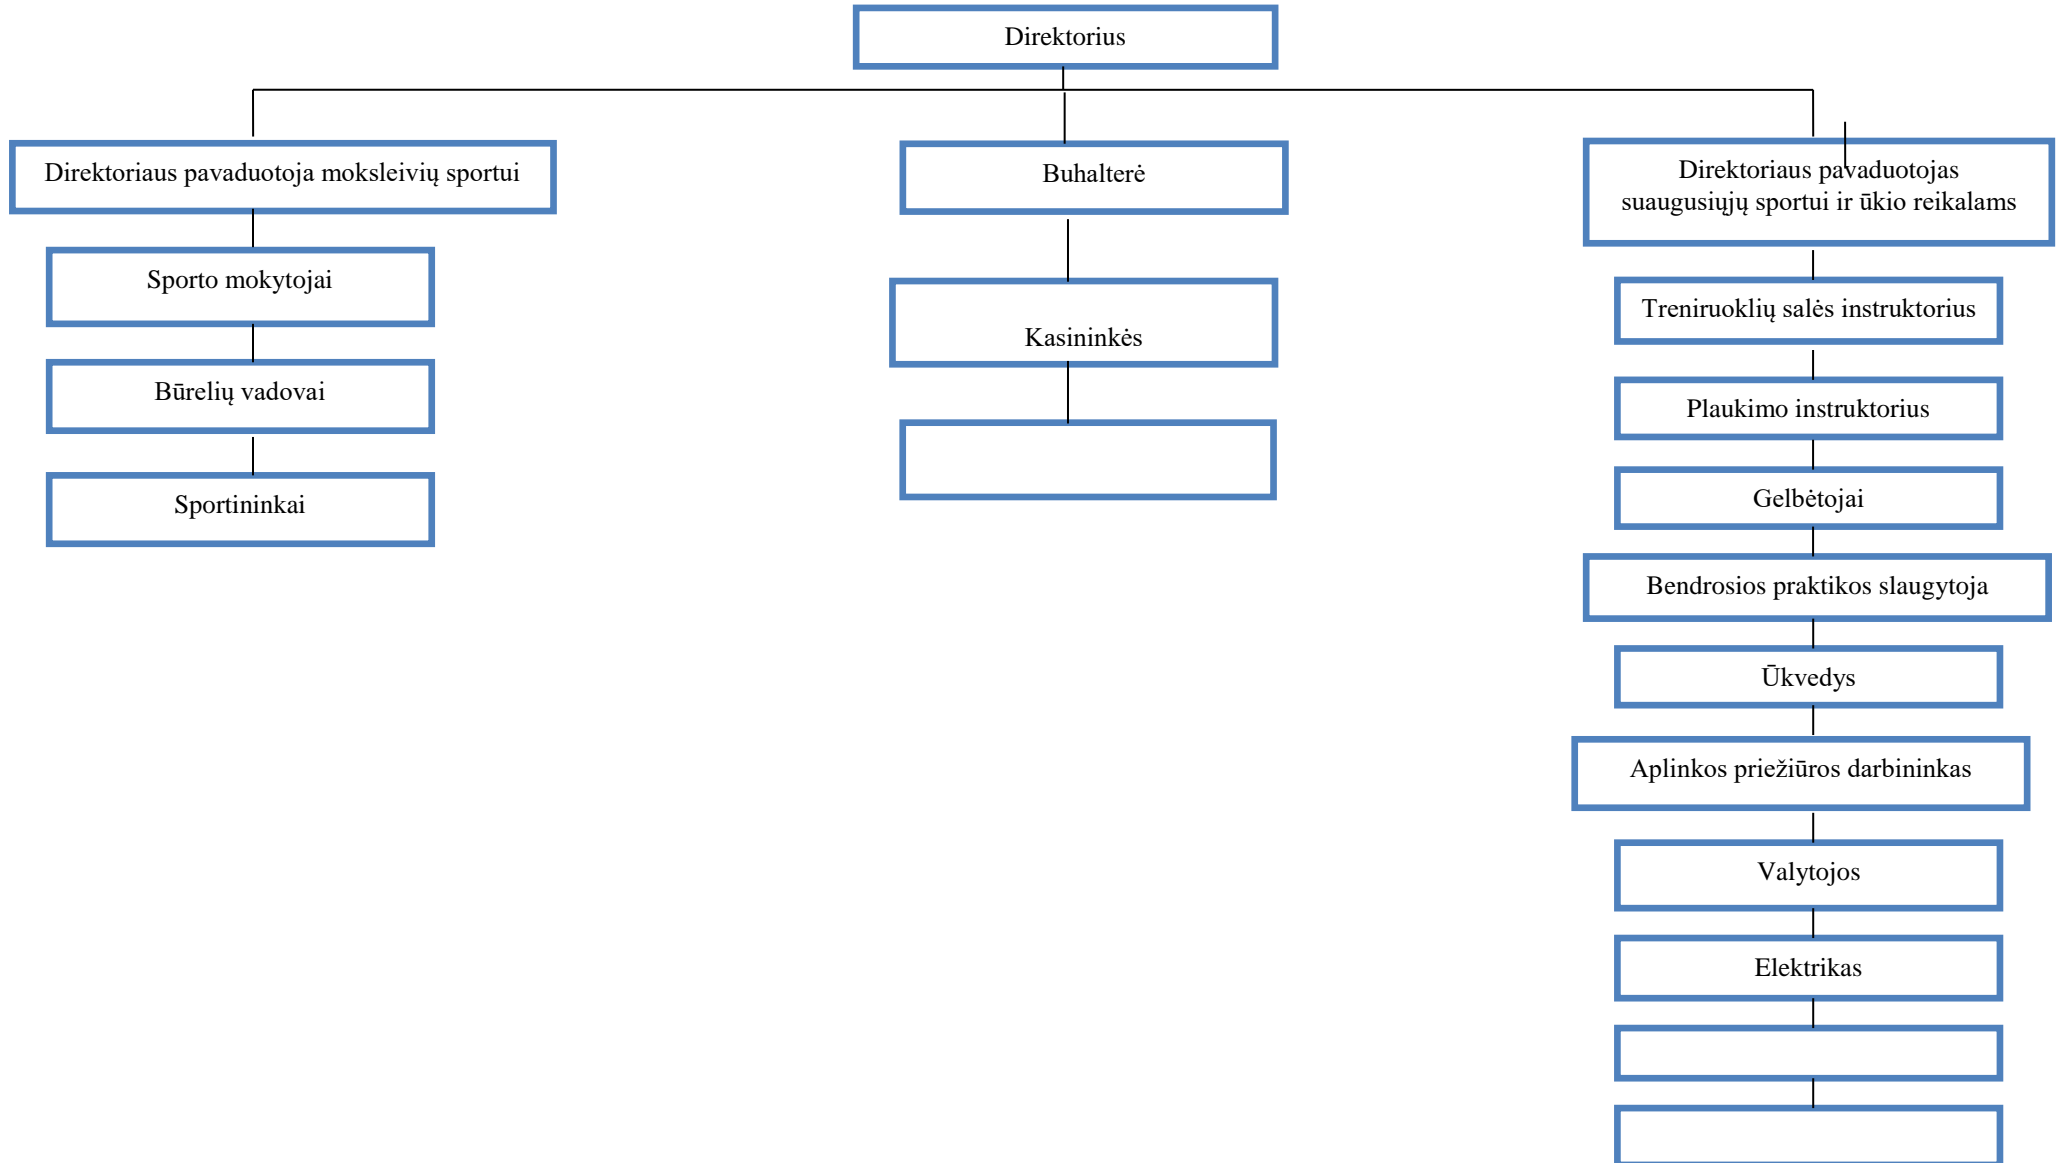 Direktorius
Direktoriaus pavaduotoja moksleivių sportui
Sporto mokytojai
Būrelių vadovai
Sportininkai
Buhalterė
Kasininkės
Direktoriaus pavaduotojas
suaugusiųjų sportui ir ūkio reikalams
Treniruoklių salės instruktorius
Plaukimo instruktorius
Gelbėtojai
Bendrosios praktikos slaugytoja
Ūkvedys
Aplinkos priežiūros darbininkas
Valytojos
Elektrikas